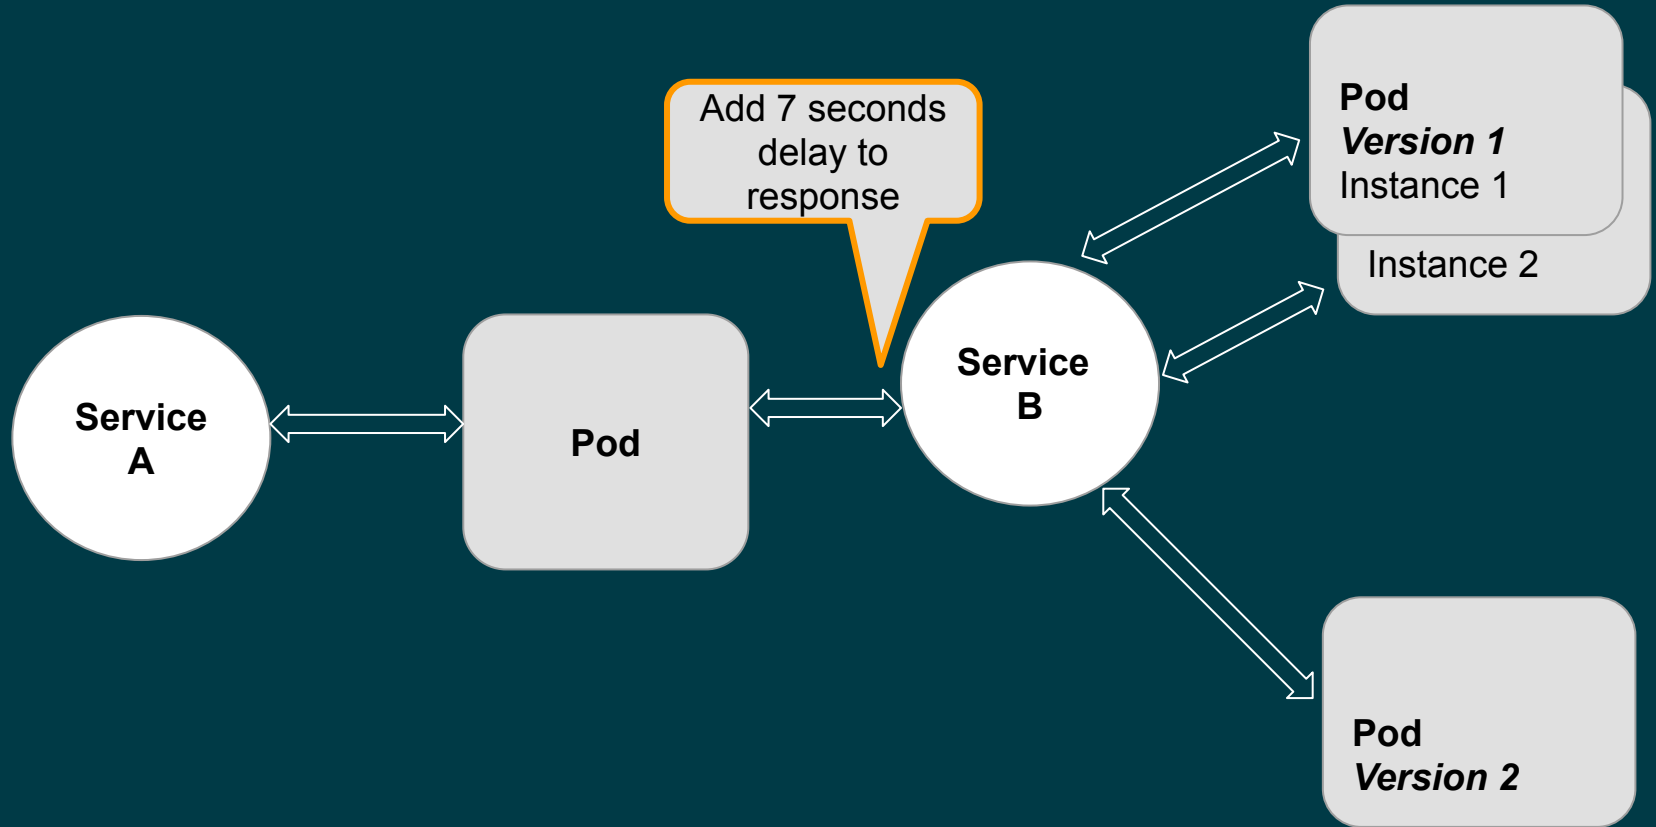 Service
A
Pod
Add 7 seconds
delay to
response
Service
B
Pod
Version 1
Instance 1
Instance 2
Pod
Version 2